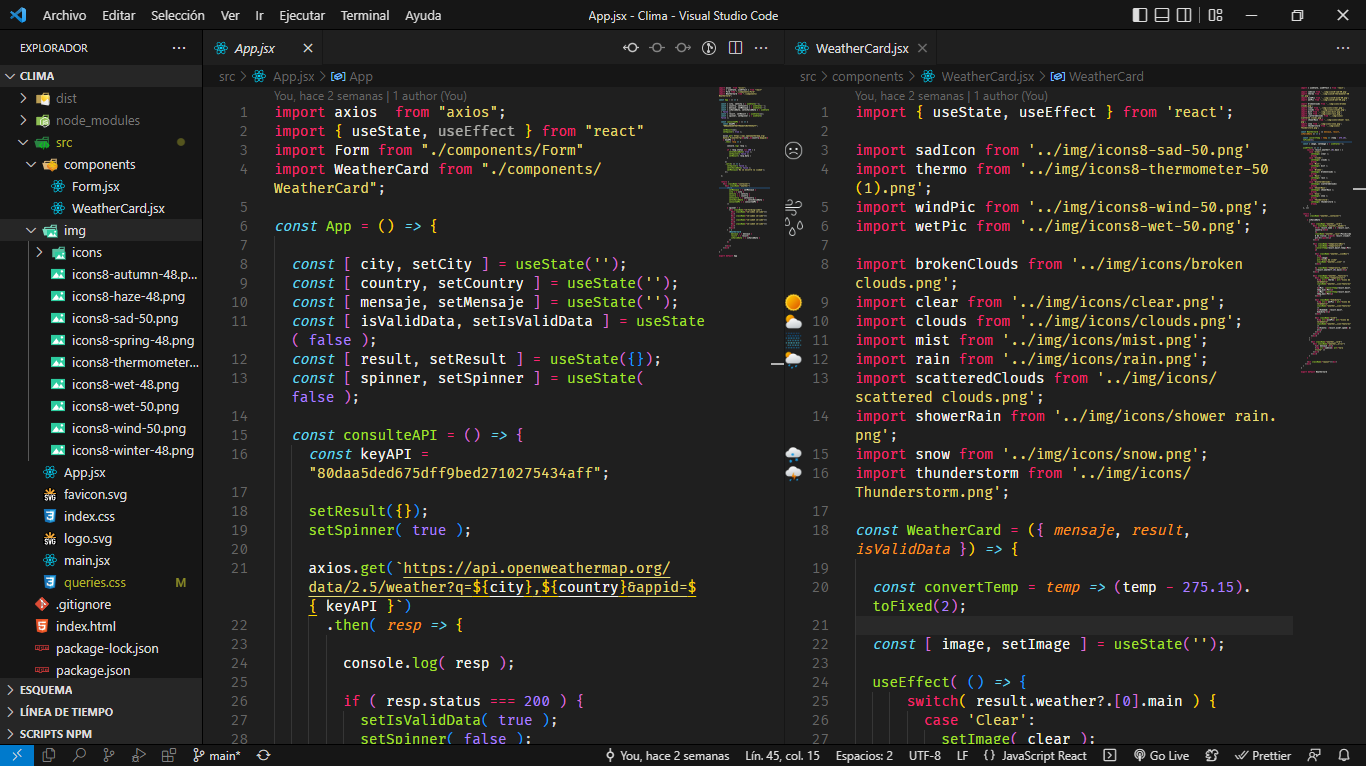 Archivo Editar Selección Ver Ir Ejecutar Terminal Ayuda
App.jsx - Clima - Visual Studio Code
EXPLORADOR
CLIMA
dist
node_modules
src
components
Form.jsx
WeatherCard.jsx
img
icons
icons8-autumn-48.p...
icons8-haze-48.png
icons8-sad-50.png
icons8-spring-48.png
icons8-thermometer...
icons8-wet-48.png
icons8-wet-50.png
icons8-wind-50.png
icons8-winter-48.png
App.jsx
favicon.svg
index.css
logo.svg
main.jsx
queries.css M
.gitignore
index.html
package-lock.json
package.json
ESQUEMA
LÍNEA DE TIEMPO
SCRIPTS NPM
App.jsx
src > App.jsx > App
You, hace 2 semanas | 1 author (You)
1 import axios  from "axios";
2 import { useState, useEffect } from "react"
3 import Form from "./components/Form"
4 import WeatherCard from "./components/
WeatherCard";
5
6 const App = () => {
7
8 const [ city, setCity ] = useState('');
9 const [ country, setCountry ] = useState('');
10 const [ mensaje, setMensaje ] = useState('');
11 const [ isValidData, setIsValidData ] = useState
( false );
12 const [ result, setResult ] = useState({});
13 const [ spinner, setSpinner ] = useState(
false );
14
15 const consulteAPI = () => {
16 const keyAPI =
"80daa5ded675dff9bed2710275434aff";
17
18 setResult({});
19 setSpinner( true );
20
21 axios.get(`https://api.openweathermap.org/
data/2.5/weather?q=${city},${country}&appid=$
{ keyAPI }`)
22 .then( resp => {
23
24 console.log( resp );
25
26 if ( resp.status === 200 ) {
27 setIsValidData( true );
28 setSpinner( false );
WeatherCard.jsx
src > components > WeatherCard.jsx > WeatherCard
You, hace 2 semanas | 1 author (You)
1 import { useState, useEffect } from 'react';
2
3 import sadIcon from '../img/icons8-sad-50.png'
4 import thermo from '../img/icons8-thermometer-50
(1).png';
5 import windPic from '../img/icons8-wind-50.png';
6 import wetPic from '../img/icons8-wet-50.png';
7
8 import brokenClouds from '../img/icons/broken
clouds.png';
9 import clear from '../img/icons/clear.png';
10 import clouds from '../img/icons/clouds.png';
11 import mist from '../img/icons/mist.png';
12 import rain from '../img/icons/rain.png';
13 import scatteredClouds from '../img/icons/
scattered clouds.png';
14 import showerRain from '../img/icons/shower rain.
png';
15 import snow from '../img/icons/snow.png';
16 import thunderstorm from '../img/icons/
Thunderstorm.png';
17
18 const WeatherCard = ({ mensaje, result,
isValidData }) => {
19
20 const convertTemp = temp => (temp - 275.15).
toFixed(2);
21
22 const [ image, setImage ] = useState('');
23
24 useEffect( () => {
25 switch( result.weather?.[0].main ) {
26 case 'Clear':
27 setImage( clear );
main*
You, hace 2 semanas Lín. 45, col. 15 Espacios: 2 UTF-8 LF {} JavaScript React Go Live Prettier